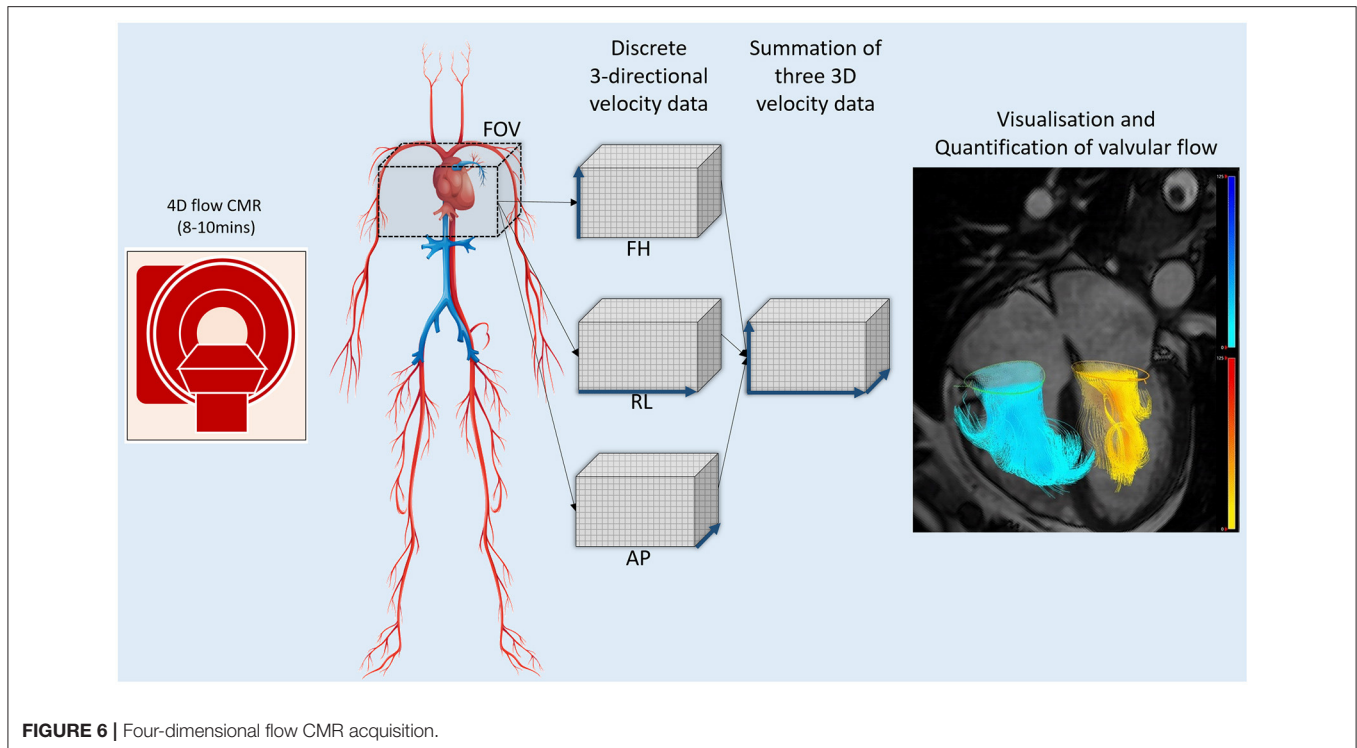 4D flow CMR
(8-10mins)
FOV
Discrete
3-directional
velocity data
FH
RL
AP
Summation of
three 3D
velocity data
Visualisation and
Quantification of valvular flow
FIGURE 6 | Four-dimensional flow CMR acquisition.